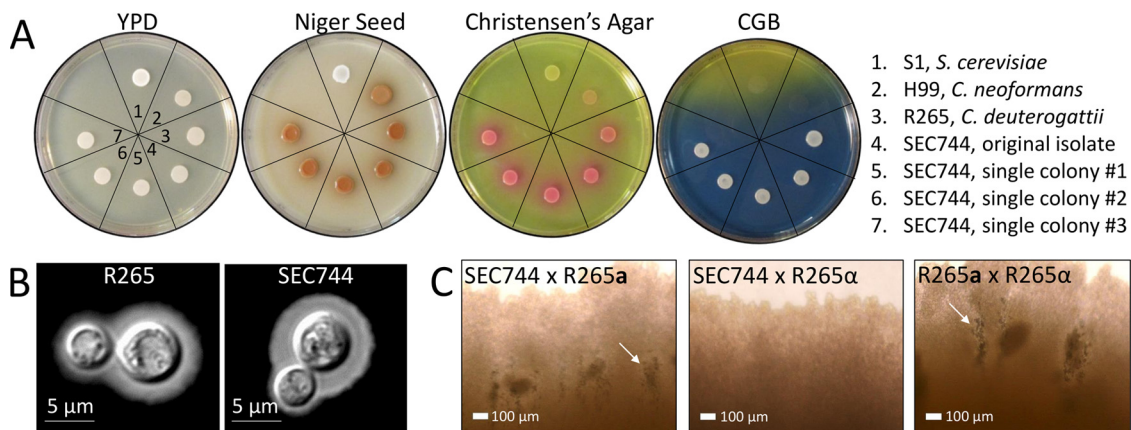 A
YPD
Niger Seed
Christensen's Agar
CGB
1
2
3
4
5
6
7
1. S1, S. cerevisiae
2. H99, C. neoformans
3. R265, C. deuterogattii
4. SEC744, original isolate
5. SEC744, single colony #1
6. SEC744, single colony #2
7. SEC744, single colony #3
B
R265
5 μm
SEC744
5 μm
C
SEC744 x R265a
100 μm
SEC744 x R265α
100 μm
R265a x R265α
100 μm